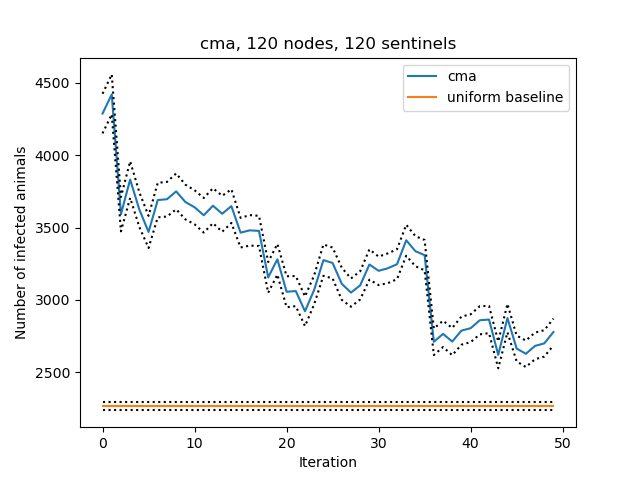 cma, 120 nodes, 120 sentinels
cma
uniform baseline
4500
4000
3500
3000
2500
Number of infected animals
0 10 20 30 40 50
Iteration